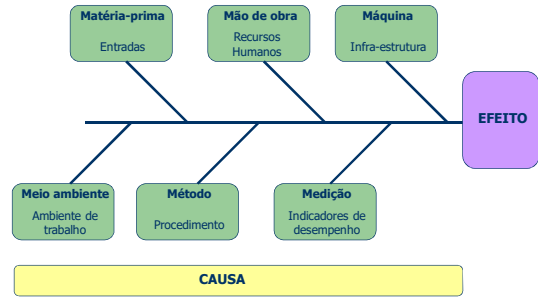 Matéria-prima
Entradas
Mão de obra
Recursos
Humanos
Máquina
Infra-estrutura
EFEITO
Meio ambiente
Ambiente de
trabalho
Método
Procedimento
Medição
Indicadores de
desempenho
CAUSA